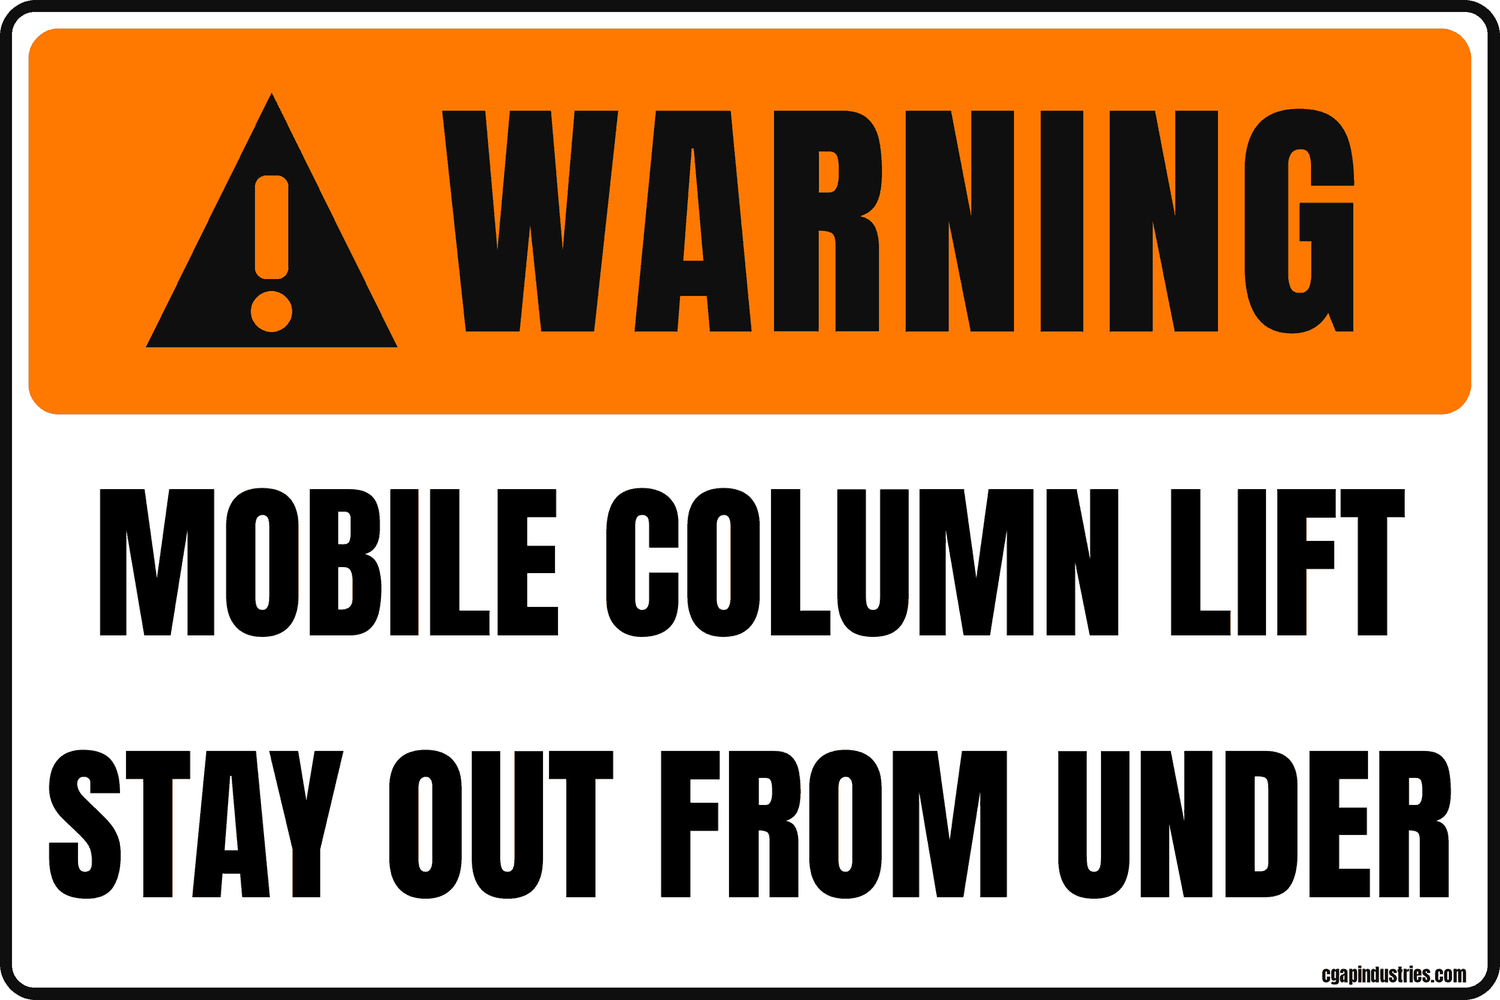 WARNING
MOBILE COLUMN LIFT
STAY OUT FROM UNDER
cgapindustries.com